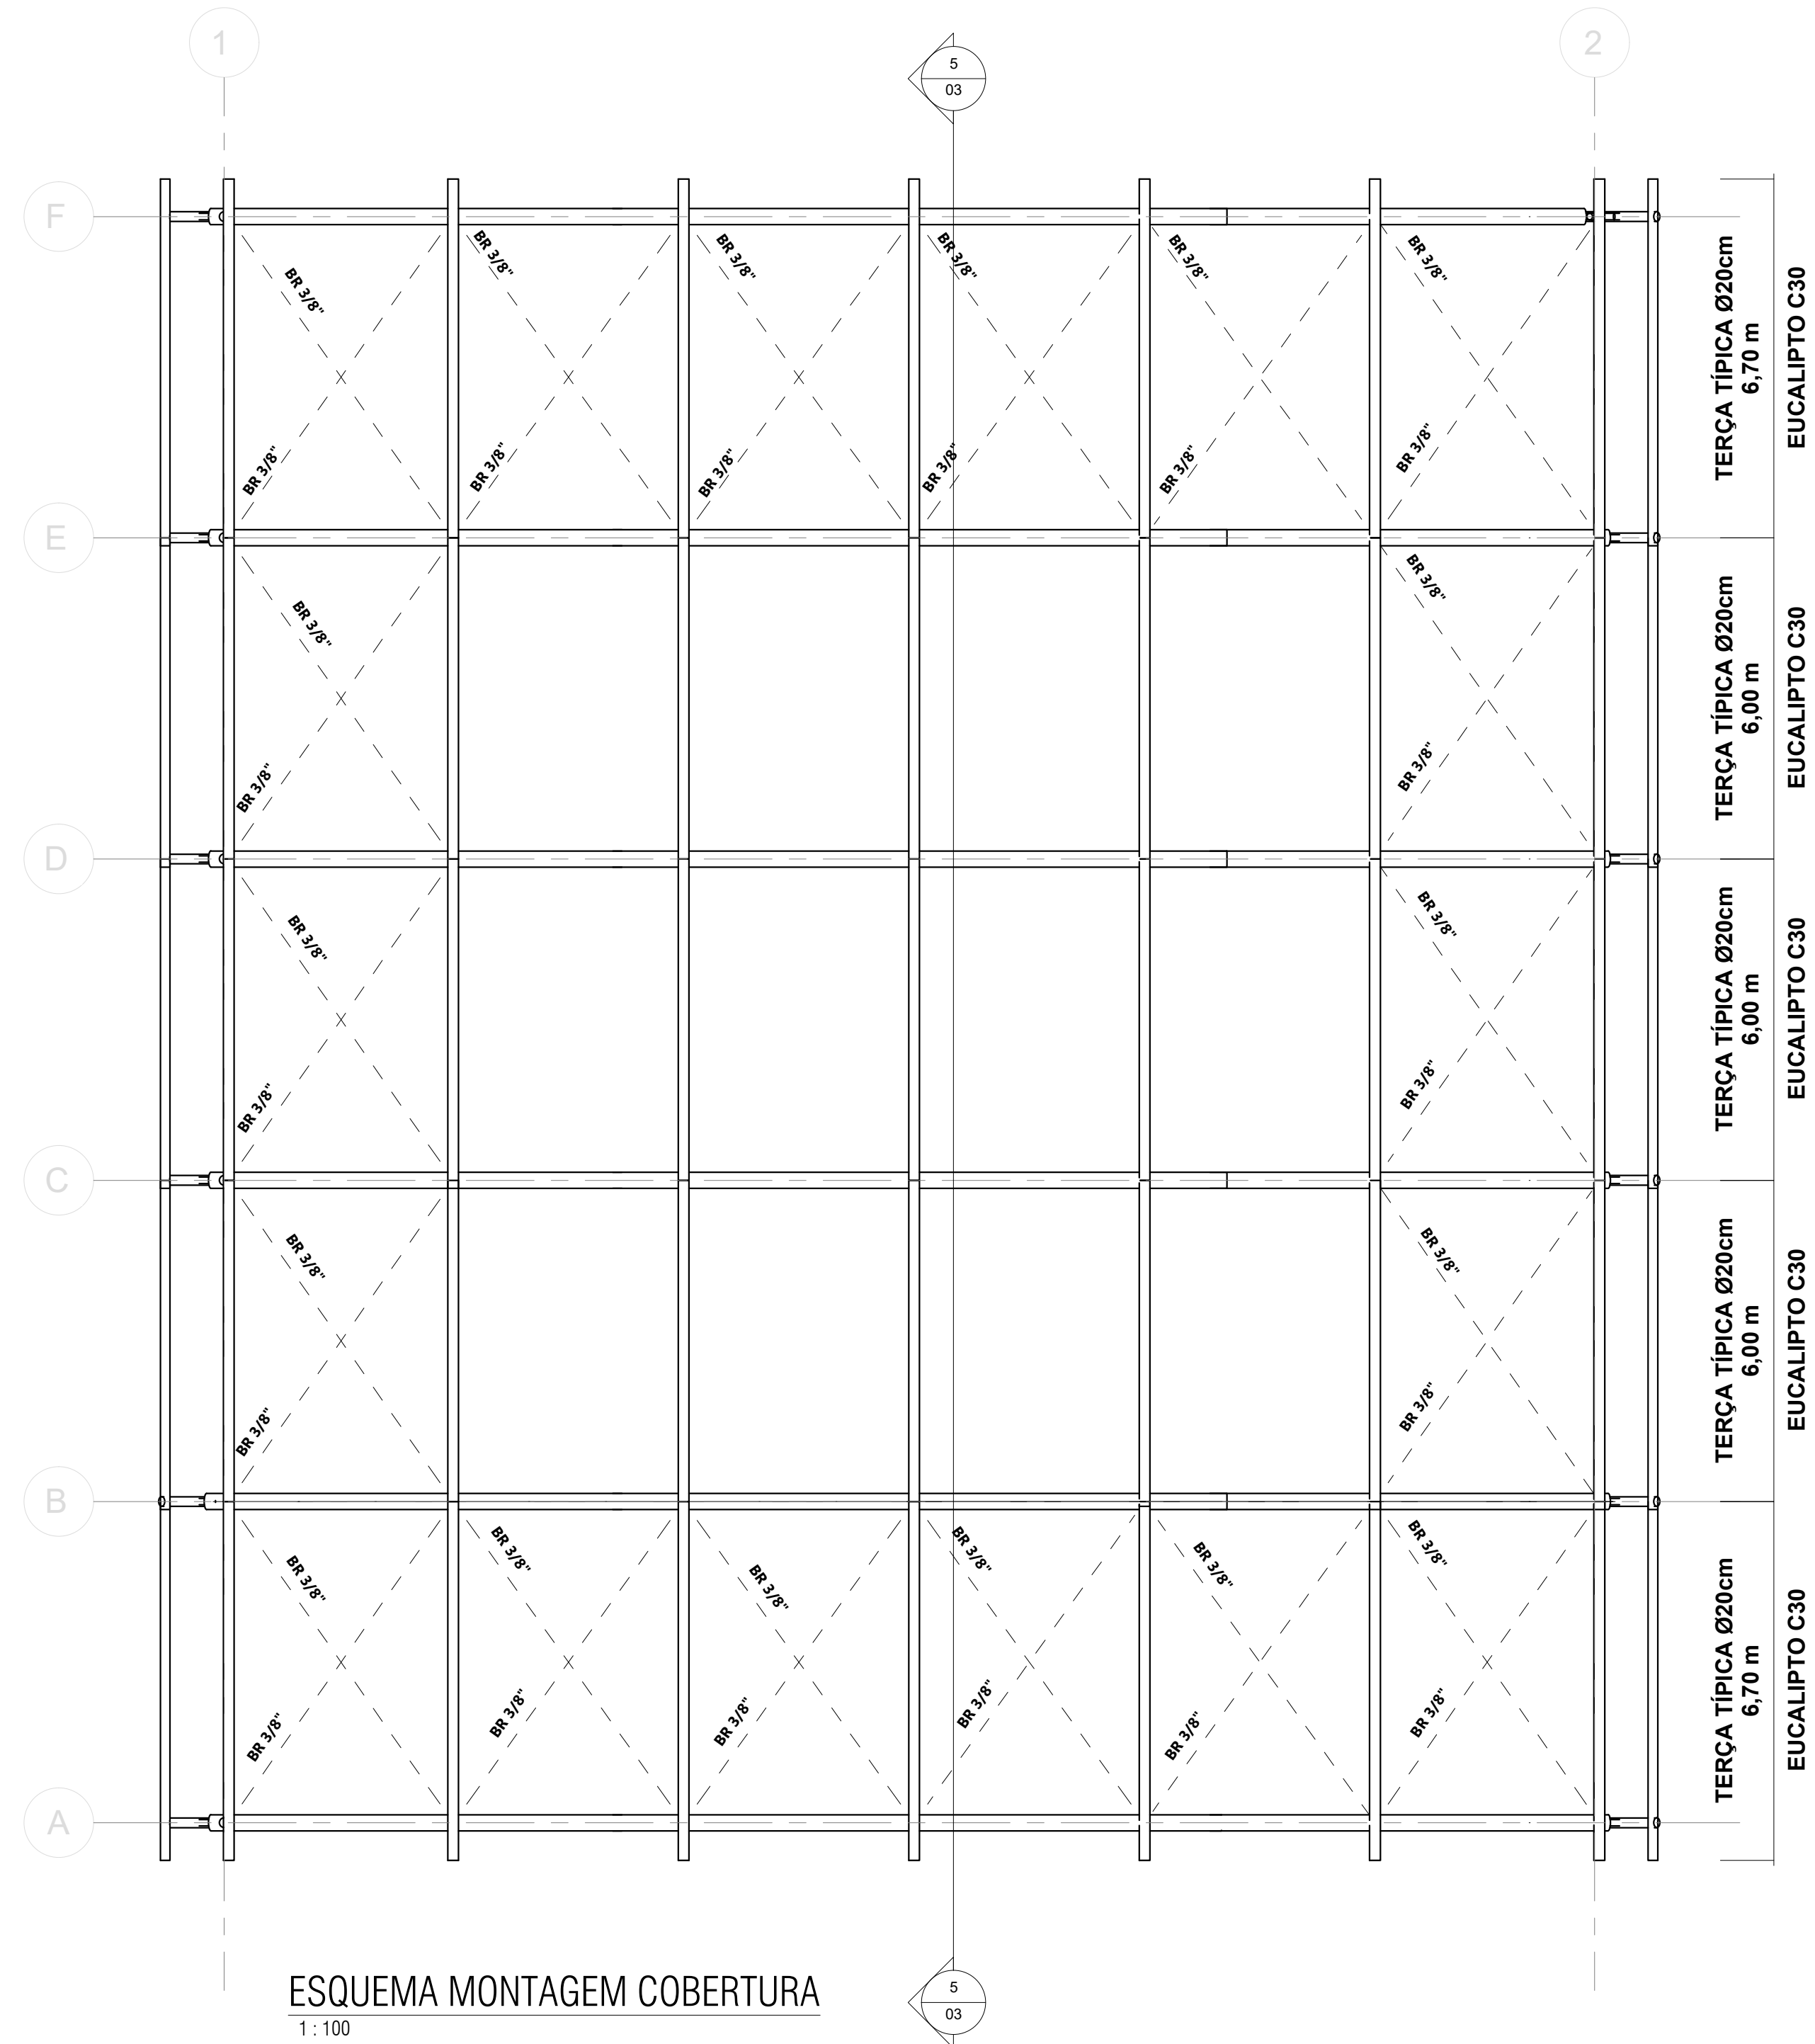 1
2
5
03
F
BR 3/8"
BR 3/8"
BR 3/8"
BR 3/8"
BR 3/8"
BR 3/8"
BR 3/8"
BR 3/8"
BR 3/8"
BR 3/8"
BR 3/8"
BR 3/8"
TERÇA TÍPICA Ø20cm
6,70 m
EUCALIPTO C30
E
BR 3/8"
BR 3/8"
BR 3/8"
BR 3/8"
TERÇA TÍPICA Ø20cm
6,00 m
EUCALIPTO C30
D
BR 3/8"
BR 3/8"
BR 3/8"
BR 3/8"
TERÇA TÍPICA Ø20cm
6,00 m
EUCALIPTO C30
C
BR 3/8"
BR 3/8"
BR 3/8"
BR 3/8"
TERÇA TÍPICA Ø20cm
6,00 m
EUCALIPTO C30
B
BR 3/8"
BR 3/8"
BR 3/8"
BR 3/8"
BR 3/8"
BR 3/8"
BR 3/8"
BR 3/8"
BR 3/8"
BR 3/8"
BR 3/8"
BR 3/8"
TERÇA TÍPICA Ø20cm
6,70 m
EUCALIPTO C30
A
ESQUEMA MONTAGEM COBERTURA
1 : 100
5
03